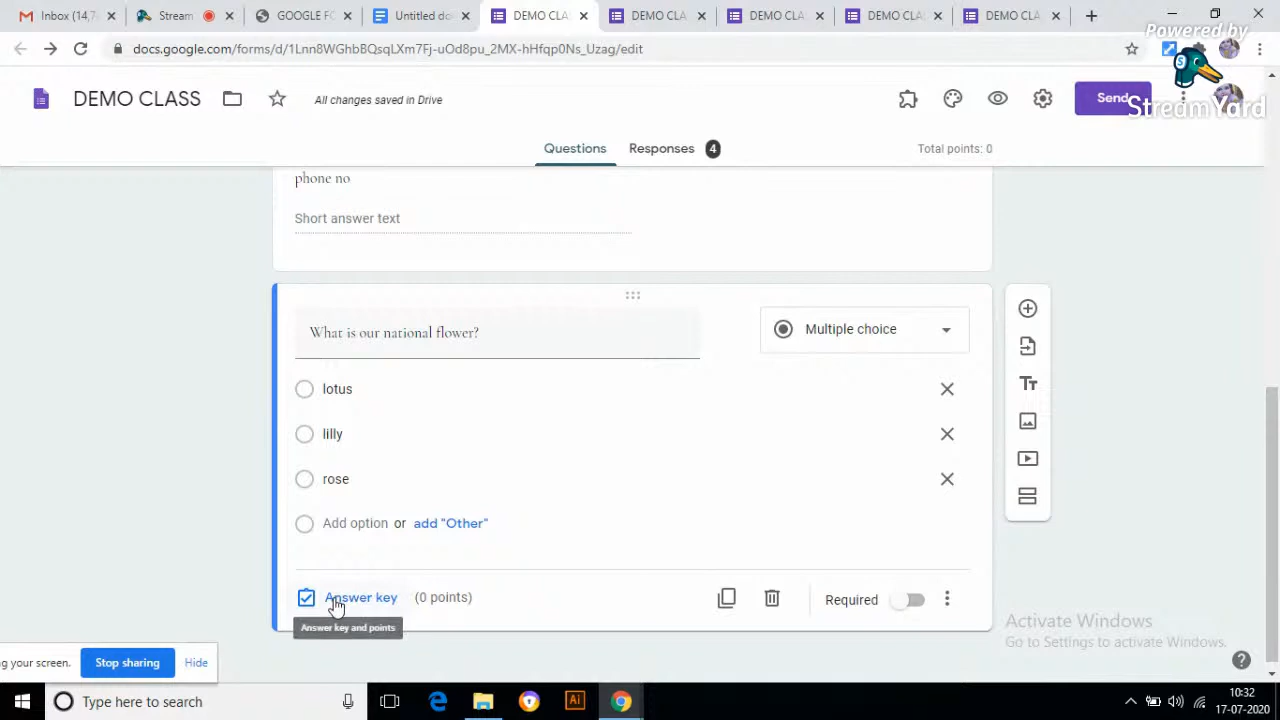 Inbox (14,7
Stream
GOOGLE FO
Untitled do
DEMO CLA
DEMO CLA
DEMO CLA
DEMO CLA
DEMO CLA
docs.google.com/forms/d/1Lnn8WGhbBQsqLXm7Fj-uOd8pu_2MX-hHfqp0Ns_Uzag/edit
Powered by
S
StreamYard
DEMO CLASS
All changes saved in Drive
Send
Questions
Responses 4
Total points: 0
phone no
Short answer text
What is our national flower?
Multiple choice
lotus
lilly
rose
Add option or add "Other"
Tт
Answer key (0 points)
Required
Answer key and points
Activate Windows
Go to Settings to activate Windows.
g your screen.
Stop sharing
Hide
Type here to search
Ai
10:32
17-07-2020